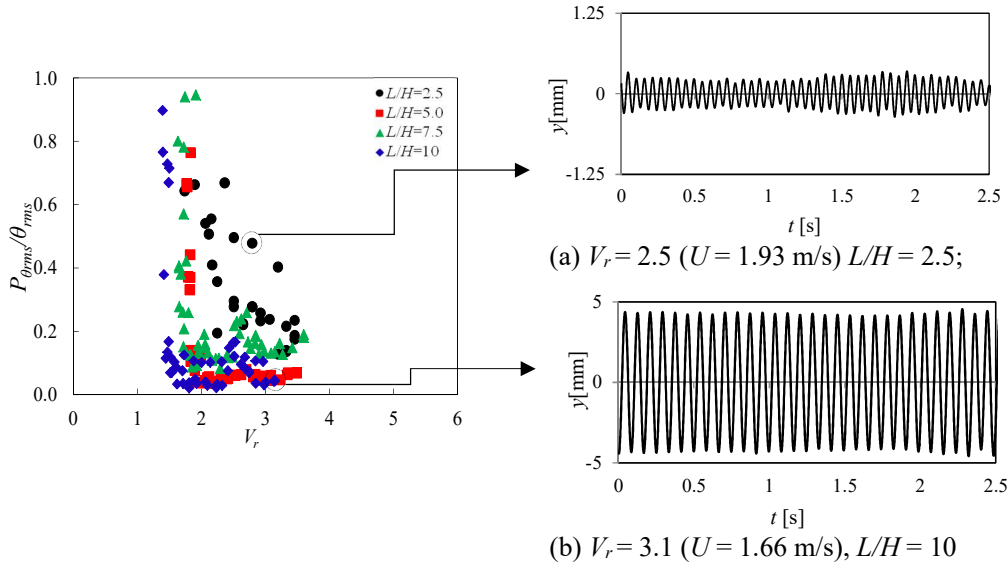 1.0
0.8
0.6
0.4
0.2
0.0
0 1 2 3 4 5 6
Pθrms/θrms
Vr
L/H=2.5
L/H=5.0
L/H=7.5
L/H=10
1.25
0
-1.25
y[mm]
0 0.5 1 1.5 2 2.5
t [s]
(a) Vr = 2.5 (U = 1.93 m/s) L/H = 2.5;
5
0
-5
y[mm]
0 0.5 1 1.5 2 2.5
t [s]
(b) Vr = 3.1 (U = 1.66 m/s), L/H = 10